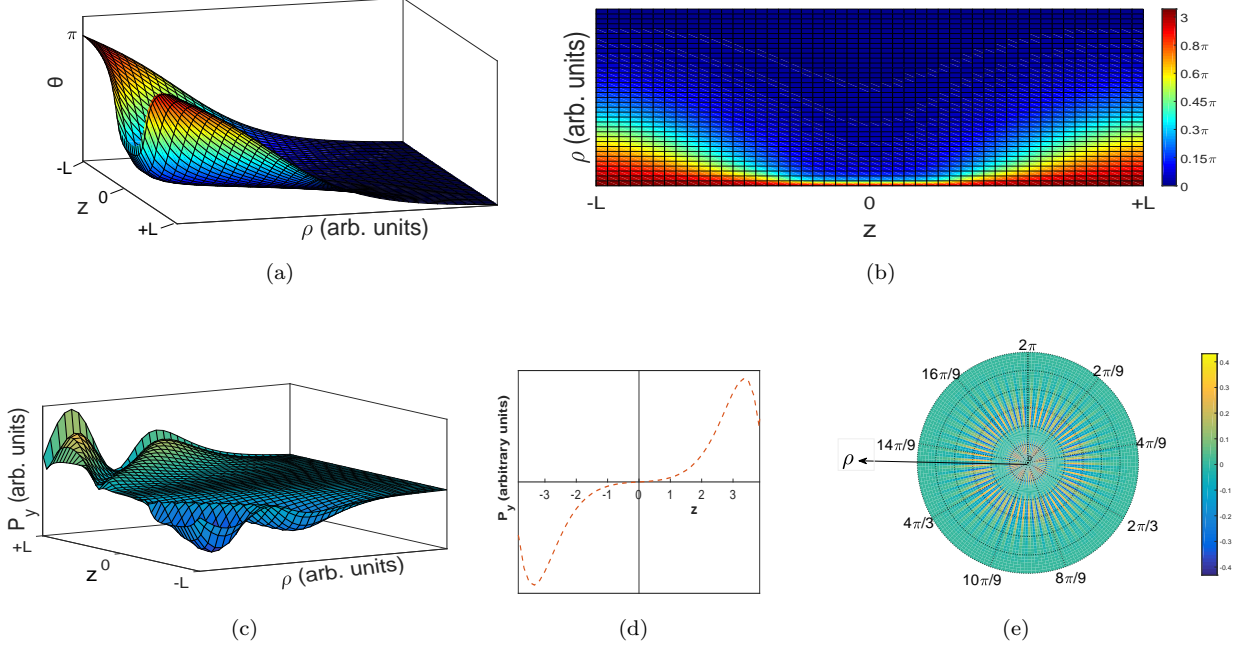 π
θ
-L
z
0
+L
ρ (arb. units)
(a)
ρ (arb. units)
-L
0
+L
z
3
0.8π
0.6π
0.45π
0.3π
0.15π
0
(b)
P_y (arb. units)
+L
z
0
-L
ρ (arb. units)
(c)
P_y (arbitrary units)
-3 -2 -1 0 1 2 3
z
(d)
2π
2π/9
4π/9
2π/3
8π/9
10π/9
4π/3
14π/9
16π/9
ρ
0.4
0.3
0.2
0.1
0
-0.1
-0.2
-0.3
-0.4
(e)